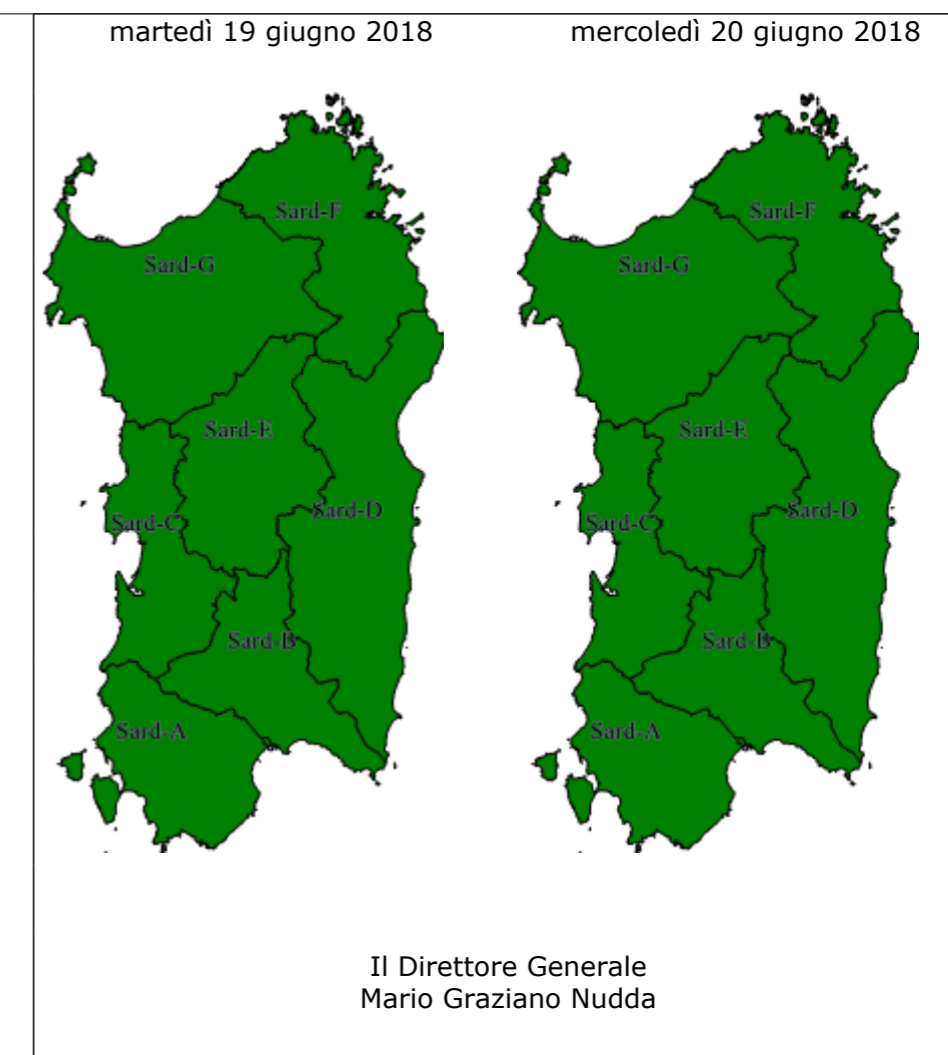 martedì 19 giugno 2018
mercoledì 20 giugno 2018
Sard-F
Sard-G
Sard-E
Sard-D
Sard-C
Sard-B
Sard-A
Sard-F
Sard-G
Sard-E
Sard-D
Sard-C
Sard-B
Sard-A
Il Direttore Generale
Mario Graziano Nudda